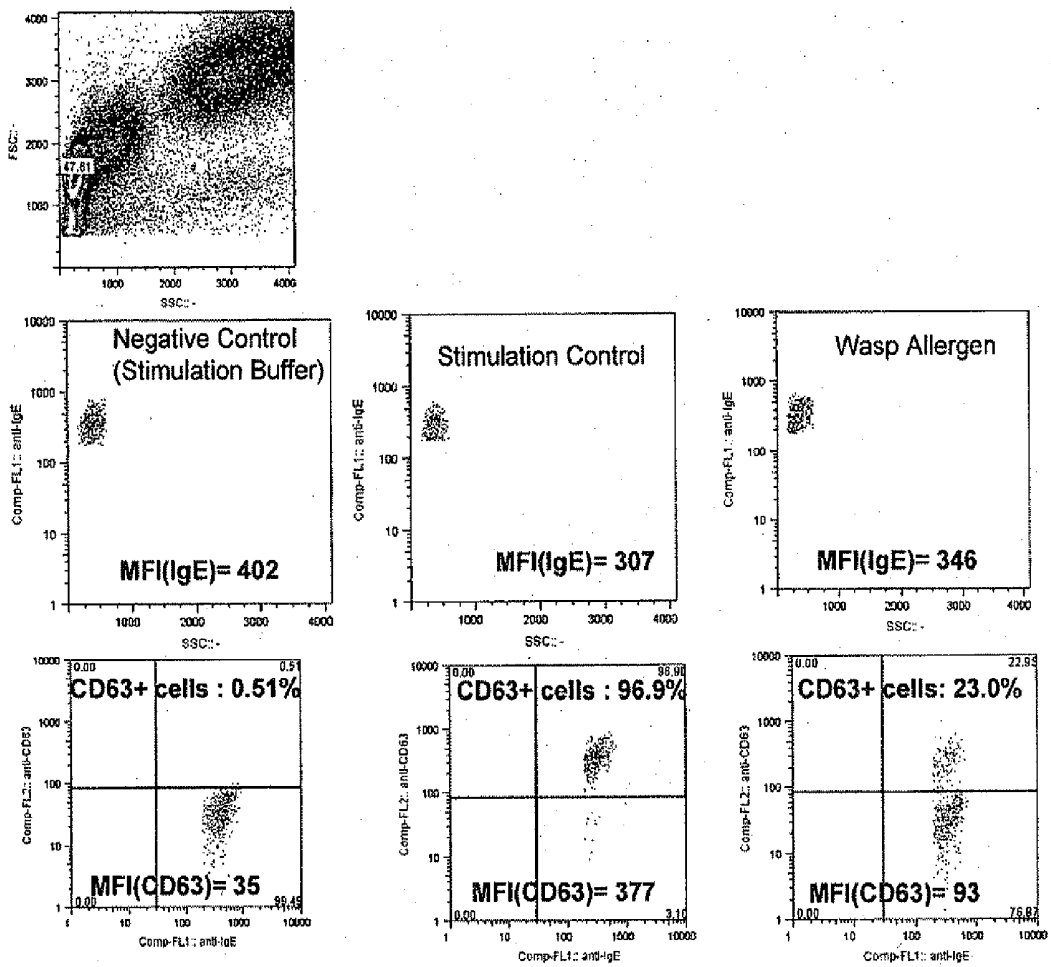 4000
3000
2000
1000
FSC::-
47.61
1000 2000 3000 4000
SSC::-
10000
1000
100
10
1
Comp-FL1:: anti-IgE
Negative Control
(Stimulation Buffer)
MFI(IgE)= 402
1000 2000 3000 4000
SSC::-
10000
1000
100
10
1
Comp-FL1:: anti-IgE
Stimulation Control
MFI(IgE)= 307
1000 2000 3000 4000
SSC::-
10000
1000
100
10
1
Comp-FL1:: anti-IgE
Wasp Allergen
MFI(IgE)= 346
1000 2000 3000 4000
SSC::-
10000
1000
100
10
1
Comp-FL2:: anti-CD63
0.00 0.51
CD63+ cells : 0.51%
MFI(CD63)= 35
0.00 99.49
1 10 100 1000 10000
Comp-FL1:: anti-IgE
10000
1000
100
10
1
Comp-FL2:: anti-CD63
0.00 96.90
CD63+ cells : 96.9%
MFI(CD63)= 377
0.00 3.10
1 10 100 1000 10000
Comp-FL1:: anti-IgE
10000
1000
100
10
1
Comp-FL2:: anti-CD63
0.00
CD63+ cells: 23.0%
MFI(CD63)= 93
0.00
1 10 100 1000 10000
Comp-FL1:: anti-IgE